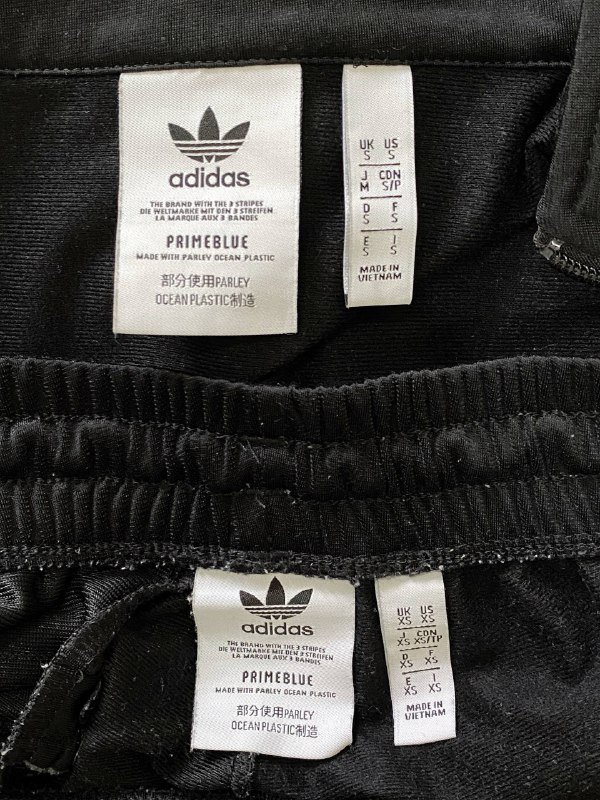 adidas
THE BRAND WITH THE 3 STRIPES
DIE WELTMARKE MIT DEN 3 STREIFEN
LA MARQUE AUX 3 BANDES
PRIMEBLUE
MADE WITH PARLEY OCEAN PLASTIC
部分使用PARLEY
OCEAN PLASTIC制造
UK US
S S
J CDN
M S/P
D F
S S
E I
S S
MADE IN
VIETNAM
adidas
THE BRAND WITH THE 3 STRIPES
DIE WELTMARKE MIT DEN 3 STREIFEN
LA MARQUE AUX 3 BANDES
PRIMEBLUE
MADE WITH PARLEY OCEAN PLASTIC
部分使用PARLEY
OCEAN PLASTIC制造
UK US
XS XS
J CDN
XS XS/TP
D F
XS XS
E I
XS XS
MADE IN
VIETNAM